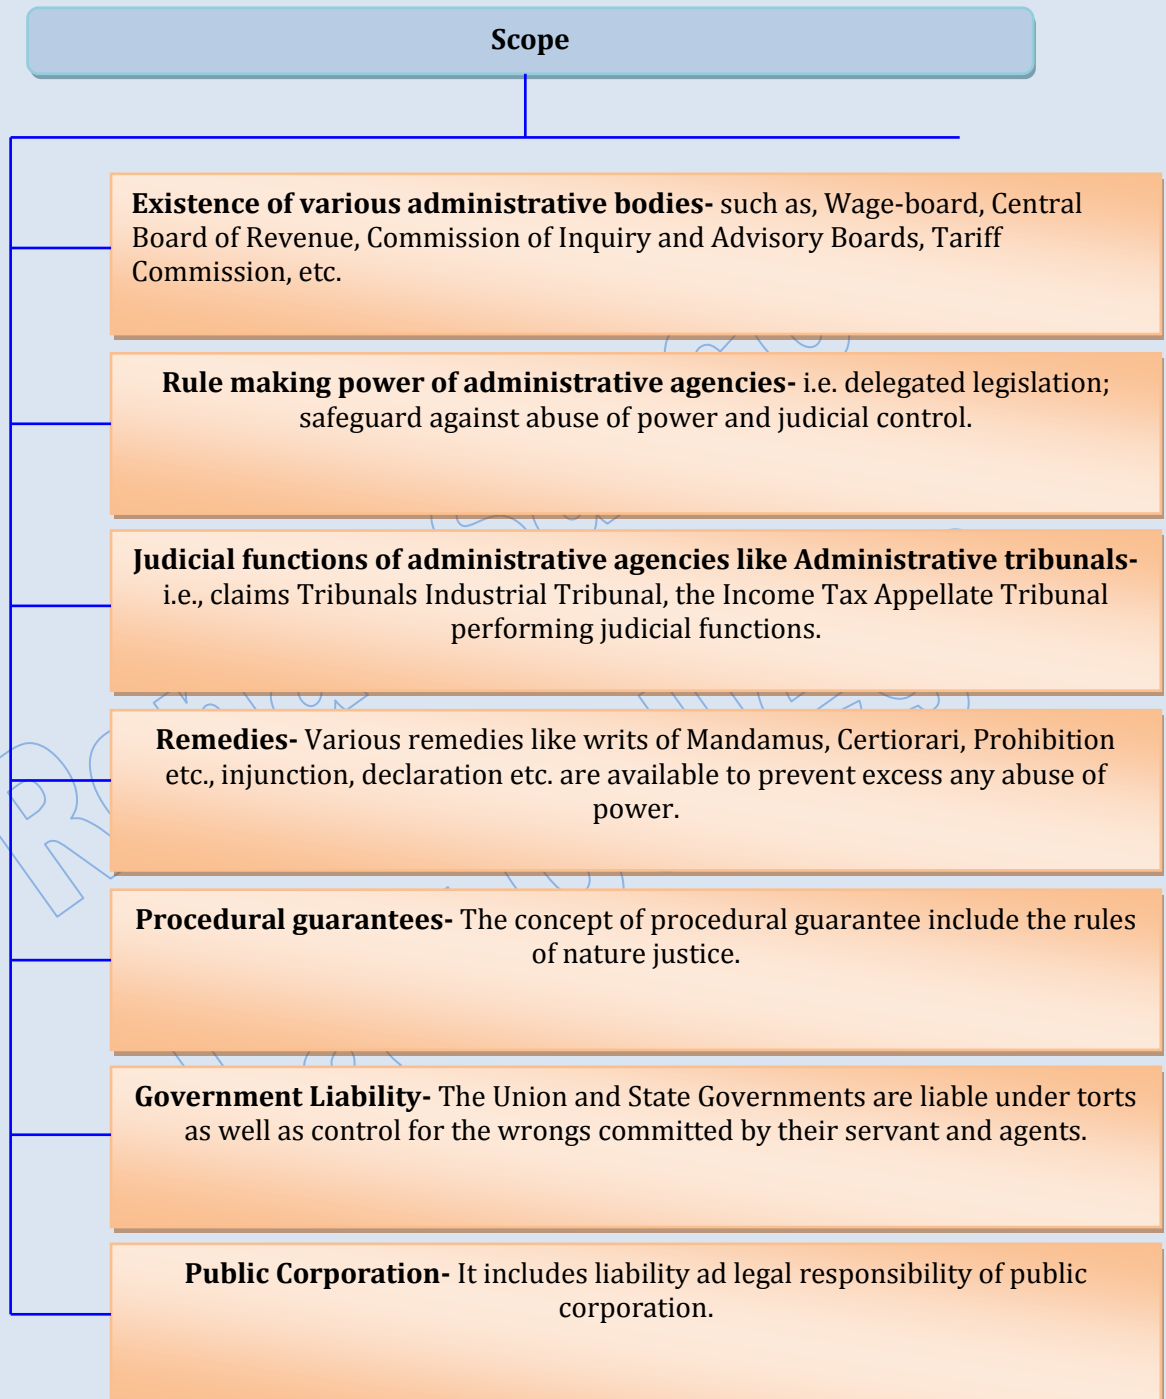 Scope
Existence of various administrative bodies- such as, Wage-board, Central
Board of Revenue, Commission of Inquiry and Advisory Boards, Tariff
Commission, etc.
Rule making power of administrative agencies- i.e. delegated legislation;
safeguard against abuse of power and judicial control.
Judicial functions of administrative agencies like Administrative tribunals-
i.e., claims Tribunals Industrial Tribunal, the Income Tax Appellate Tribunal
performing judicial functions.
Remedies- Various remedies like writs of Mandamus, Certiorari, Prohibition
etc., injunction, declaration etc. are available to prevent excess any abuse of
power.
Procedural guarantees- The concept of procedural guarantee include the rules
of nature justice.
Government Liability- The Union and State Governments are liable under torts
as well as control for the wrongs committed by their servant and agents.
Public Corporation- It includes liability ad legal responsibility of public
corporation.